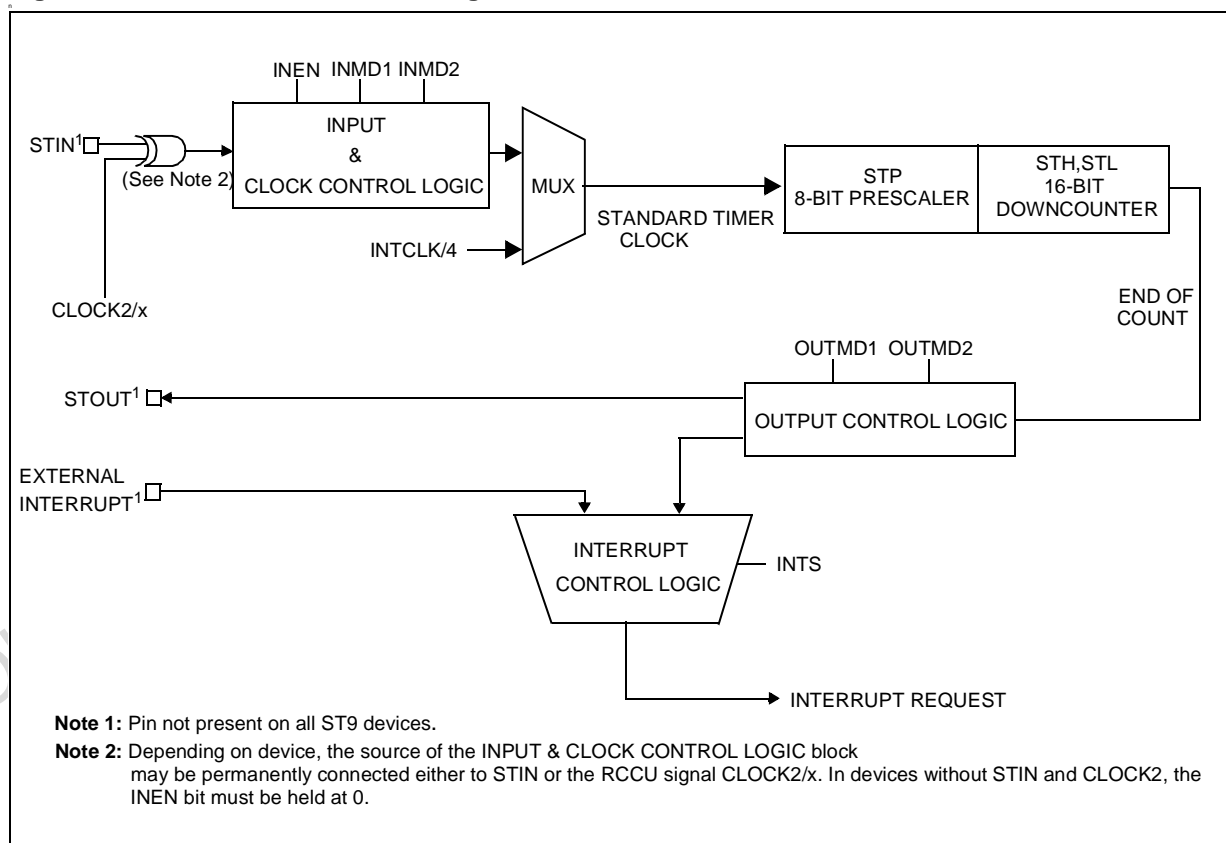 INEN INMD1 INMD2
STIN¹
(See Note 2)
INPUT
&
CLOCK CONTROL LOGIC
MUX
INTCLK/4
CLOCK2/x
STANDARD TIMER
CLOCK
STP
8-BIT PRESCALER
STH,STL
16-BIT
DOWNCOUNTER
END OF
COUNT
OUTMD1 OUTMD2
STOUT¹
OUTPUT CONTROL LOGIC
EXTERNAL
INTERRUPT¹
INTERRUPT
CONTROL LOGIC
INTS
INTERRUPT REQUEST
Note 1: Pin not present on all ST9 devices.
Note 2: Depending on device, the source of the INPUT & CLOCK CONTROL LOGIC block
may be permanently connected either to STIN or the RCCU signal CLOCK2/x. In devices without STIN and CLOCK2, the
INEN bit must be held at 0.